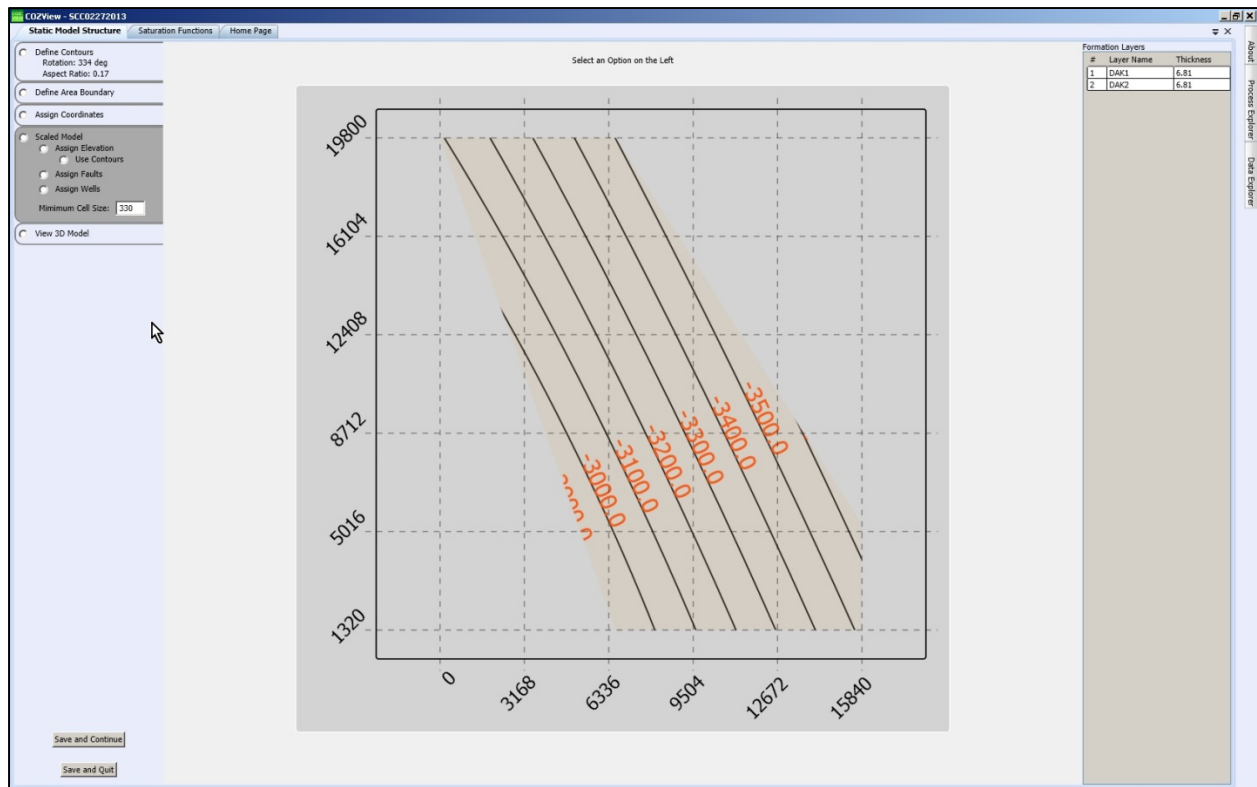 COZView - SCC02272013
Static Model Structure Saturation Functions Home Page
Define Contours
Rotation: 334 deg
Aspect Ratio: 0.17
Define Area Boundary
Assign Coordinates
Scaled Model
Assign Elevation
Use Contours
Assign Faults
Assign Wells
Minimum Cell Size: 330
View 3D Model
Save and Continue
Save and Quit
Select an Option on the Left
19800
16104
12408
8712
5016
1320
0
3168
6336
9504
12672
15840
-3000.0
-3100.0
-3200.0
-3300.0
-3400.0
-3500.0
Formation Layers
# Layer Name Thickness
1 DAK1 6.81
2 DAK2 6.81
About
Process Explorer
Data Explorer